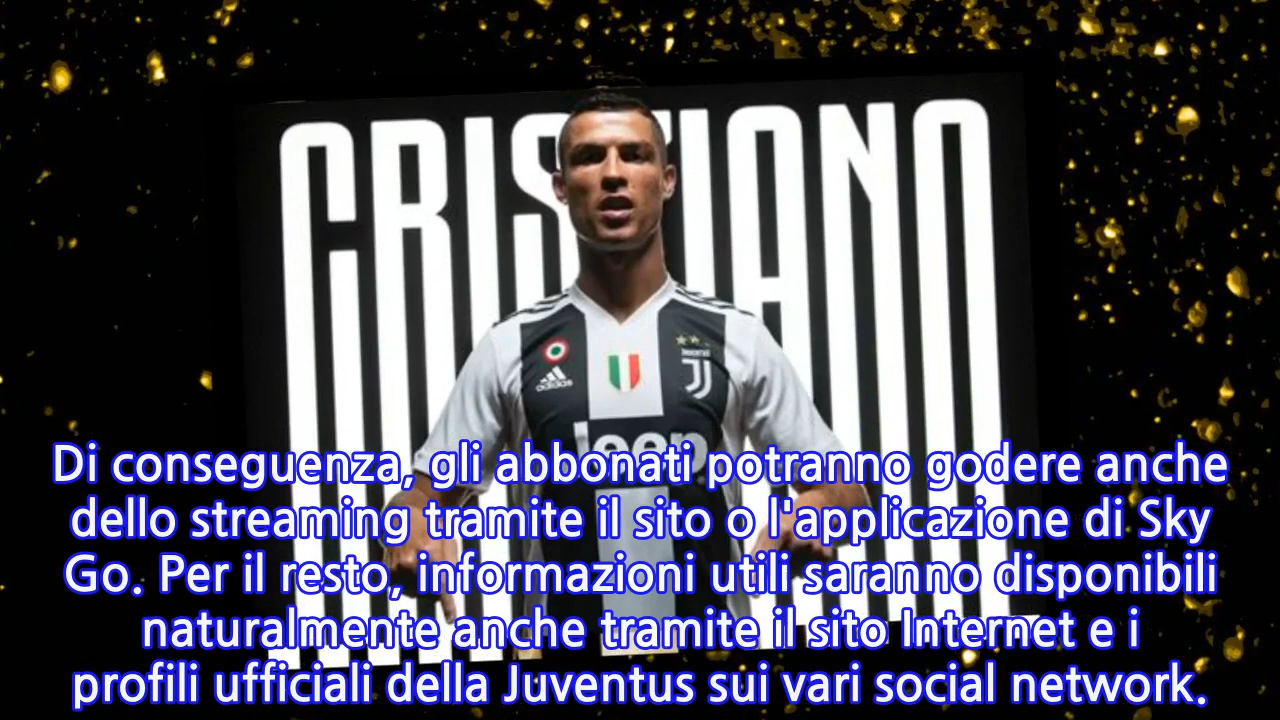 CRISTIANO
adidas
Jeep
Di conseguenza, gli abbonati potranno godere anche
dello streaming tramite il sito o l'applicazione di Sky
Go. Per il resto, informazioni utili saranno disponibili
naturalmente anche tramite il sito Internet e i
profili ufficiali della Juventus sui vari social network.